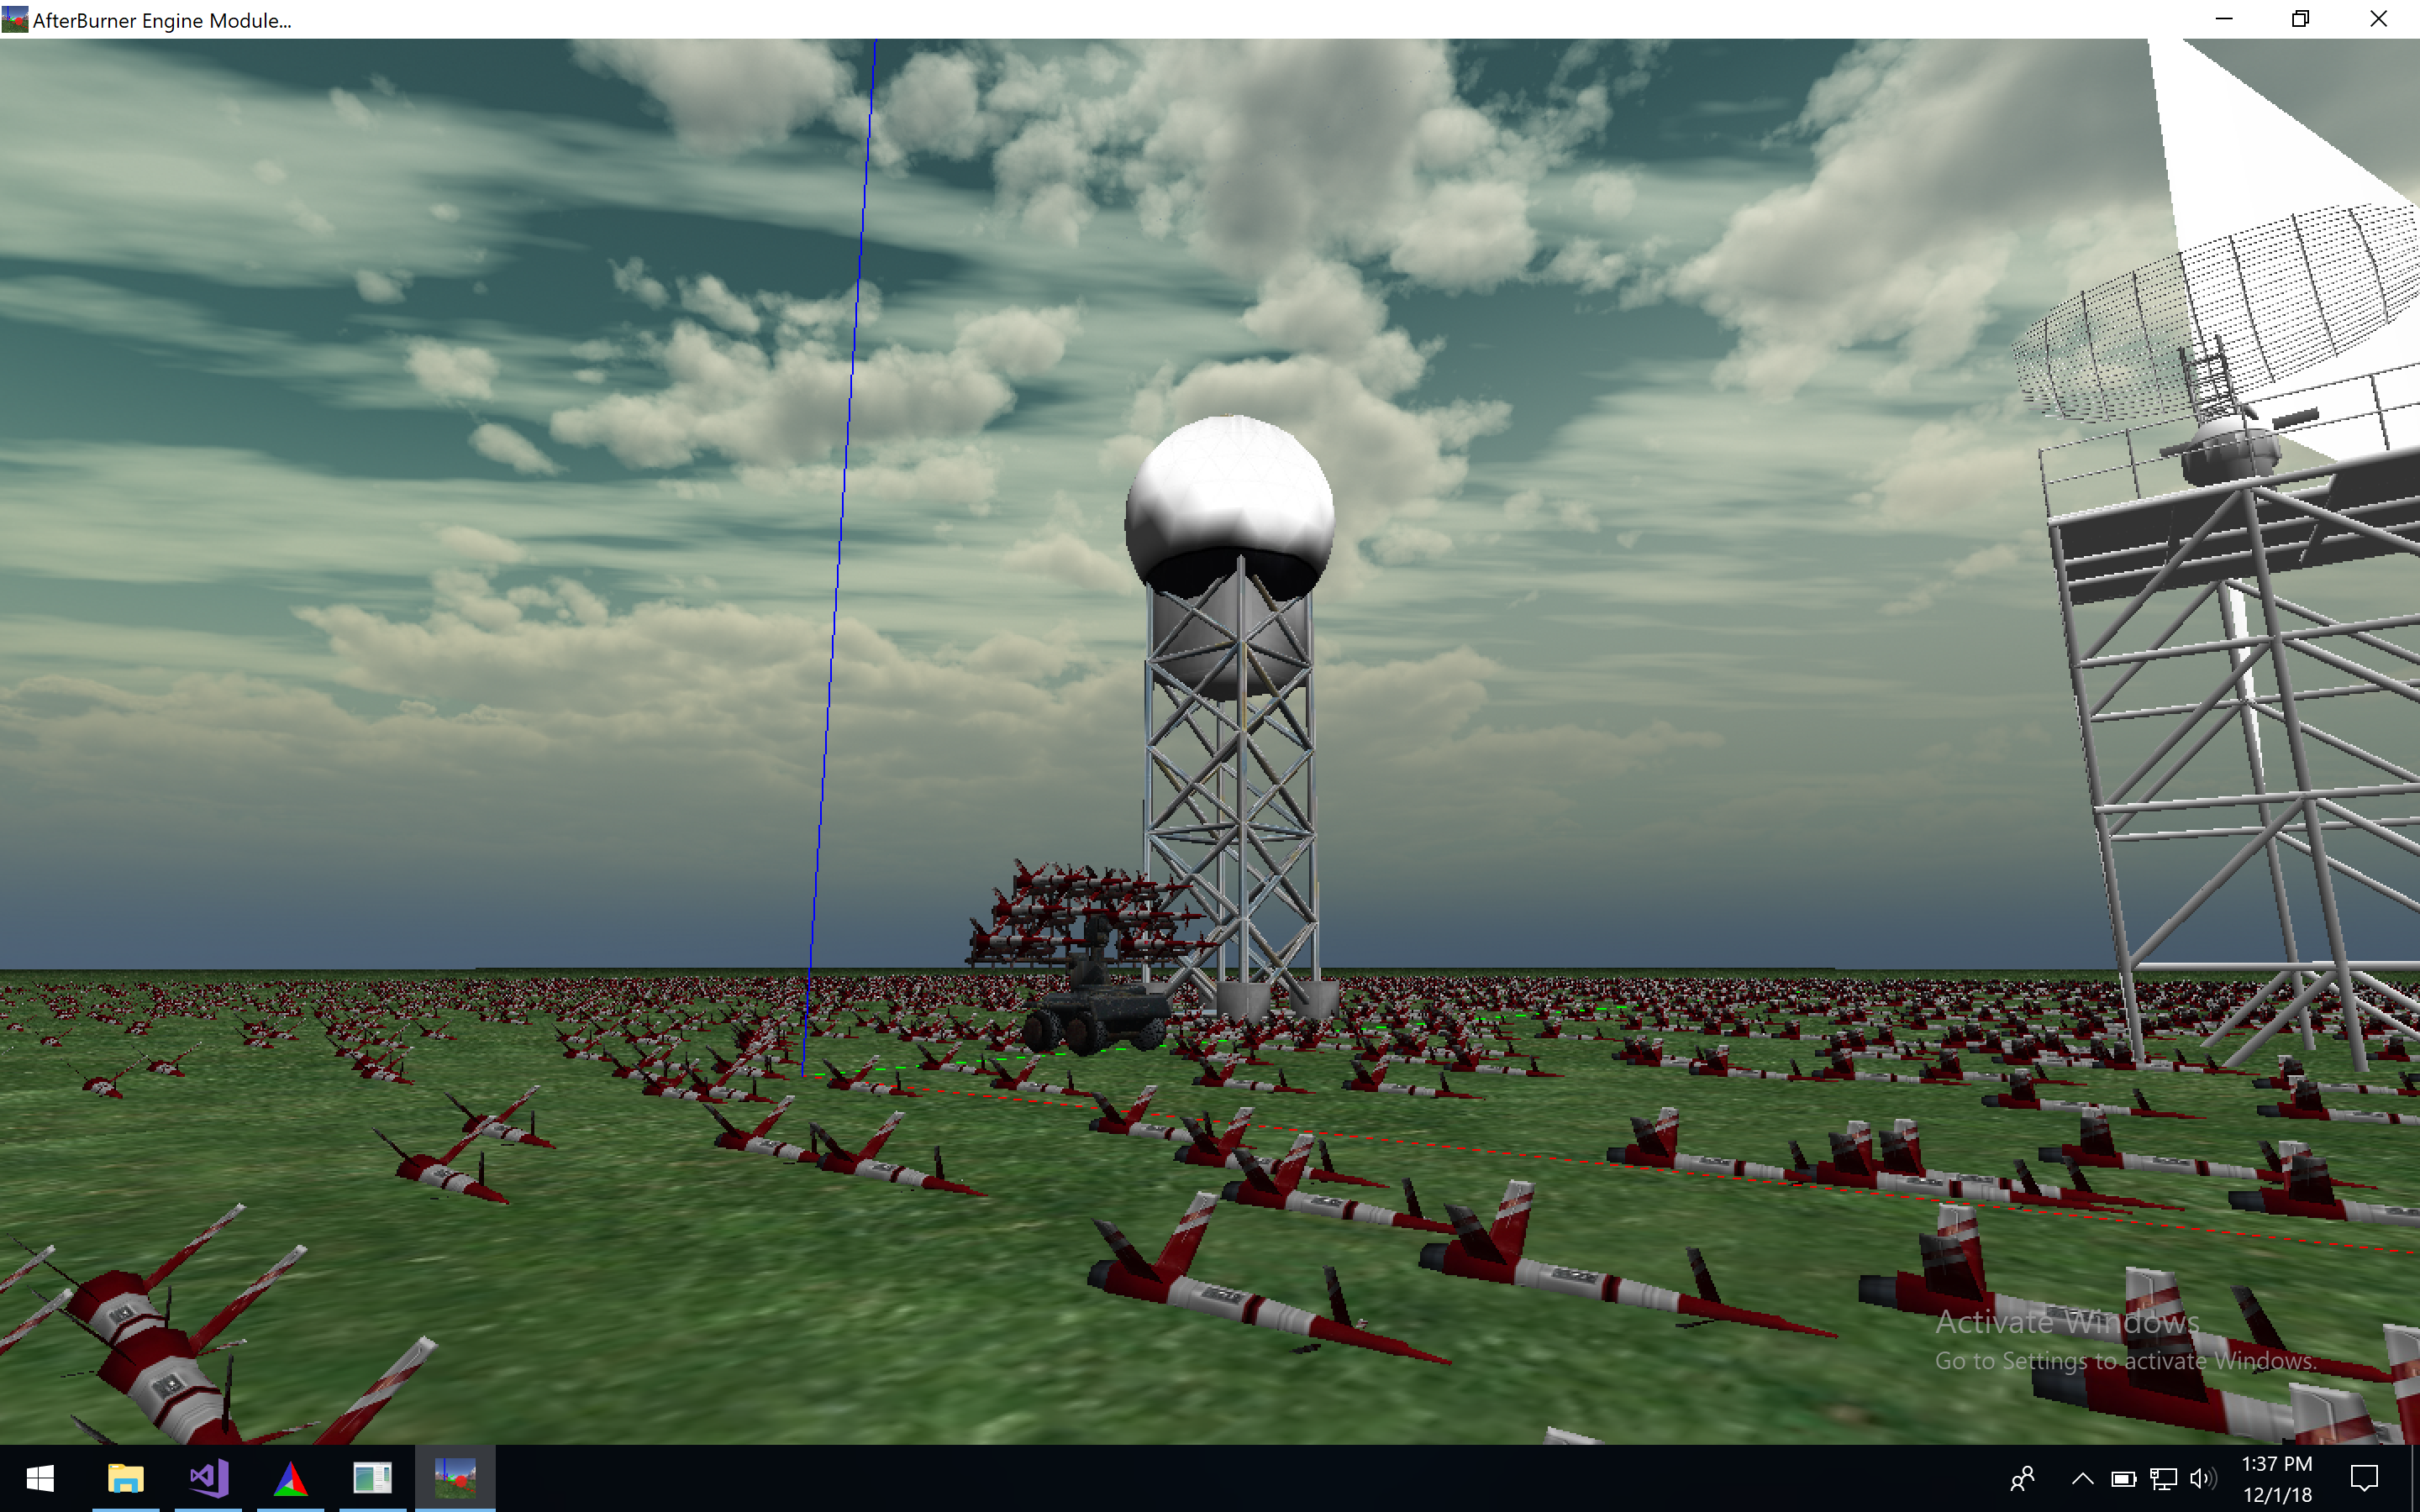 AfterBurner Engine Module...
Activate Windows
Go to Settings to activate Windows.
1:37 PM
12/1/18